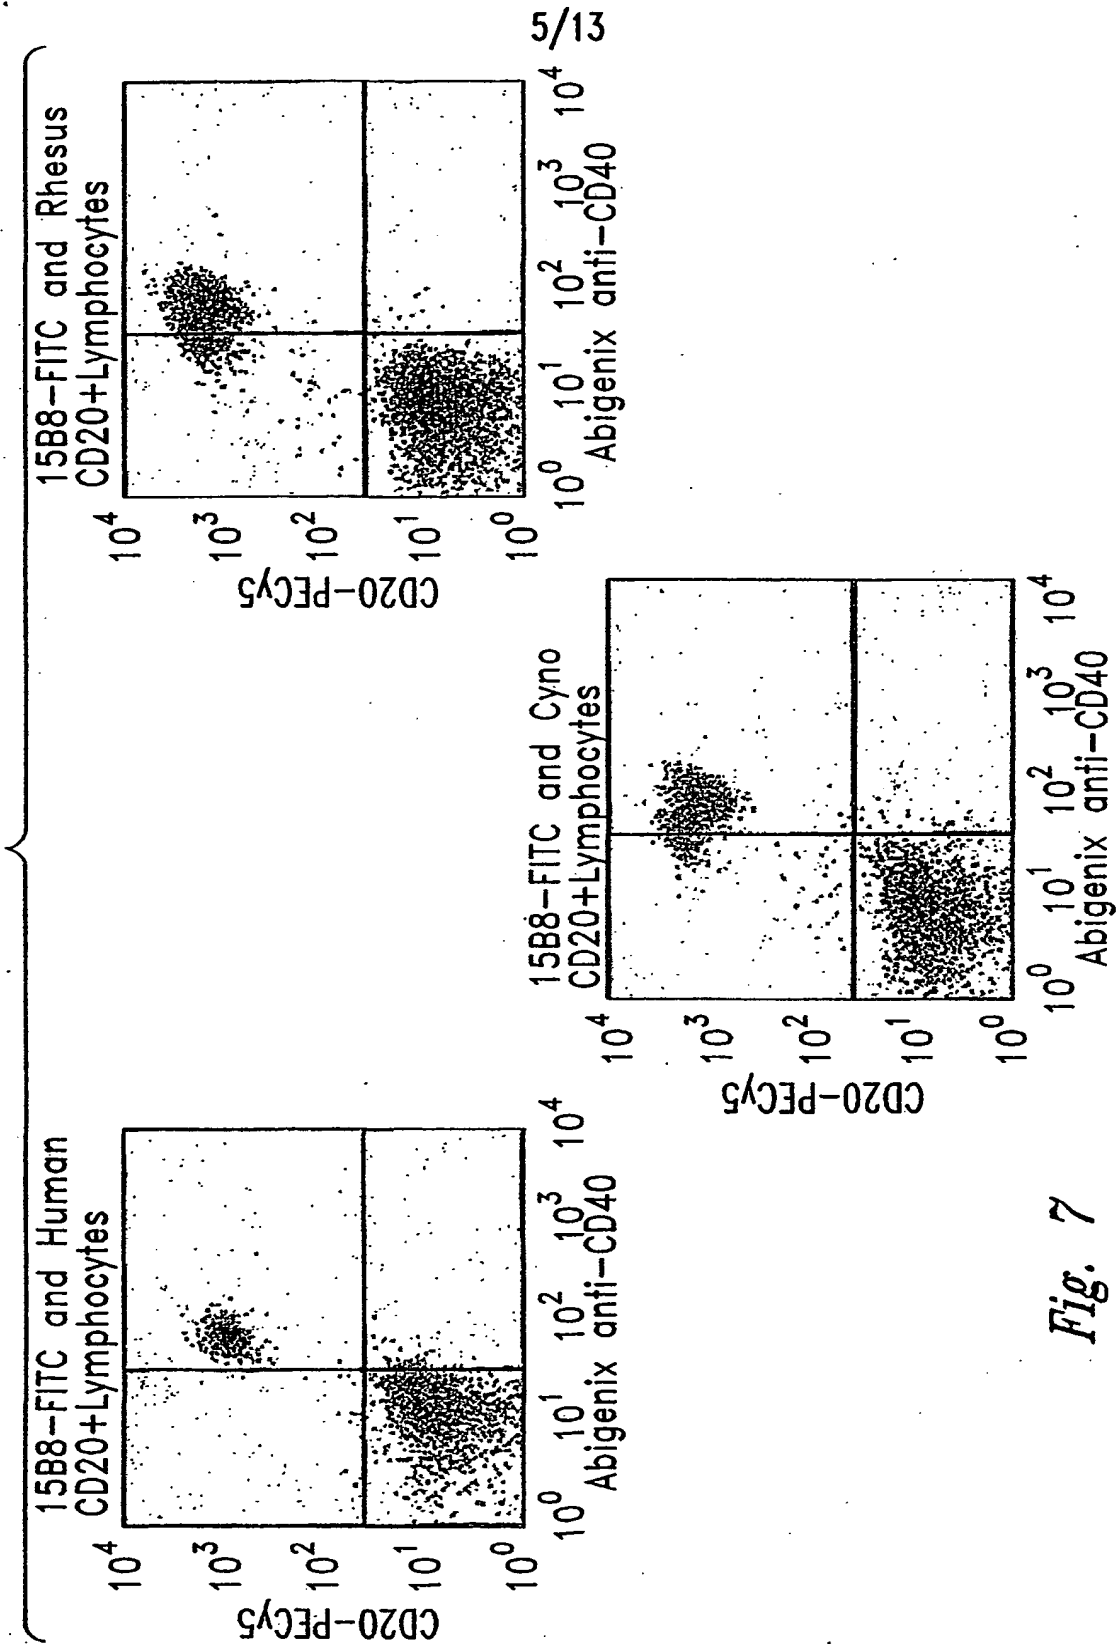 5/13
15B8-FITC and Human
CD20+Lymphocytes
CD20-PECy5
10^4
10^3
10^2
10^1
10^0
10^0 10^1 10^2 10^3 10^4
Abigenix anti-CD40
15B8-FITC and Cyno
CD20+Lymphocytes
CD20-PECy5
10^4
10^3
10^2
10^1
10^0
10^0 10^1 10^2 10^3 10^4
Abigenix anti-CD40
15B8-FITC and Rhesus
CD20+Lymphocytes
CD20-PECy5
10^4
10^3
10^2
10^1
10^0
10^0 10^1 10^2 10^3 10^4
Abigenix anti-CD40
Fig. 7